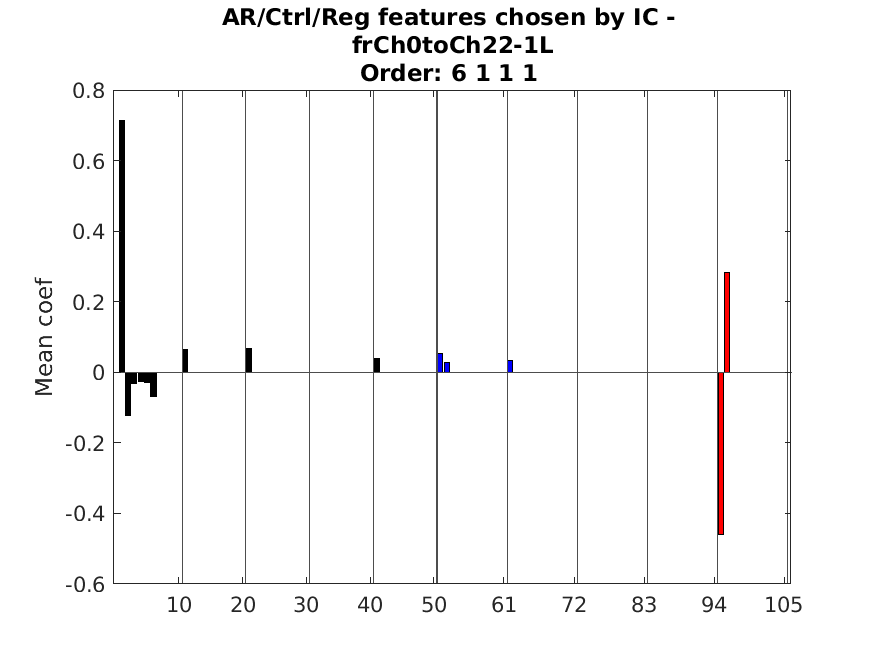 AR/Ctrl/Reg features chosen by IC -
frCh0toCh22-1L
Order: 6 1 1 1
0.8
0.6
0.4
0.2
0
-0.2
-0.4
-0.6
Mean coef
10 20 30 40 50 61 72 83 94 105